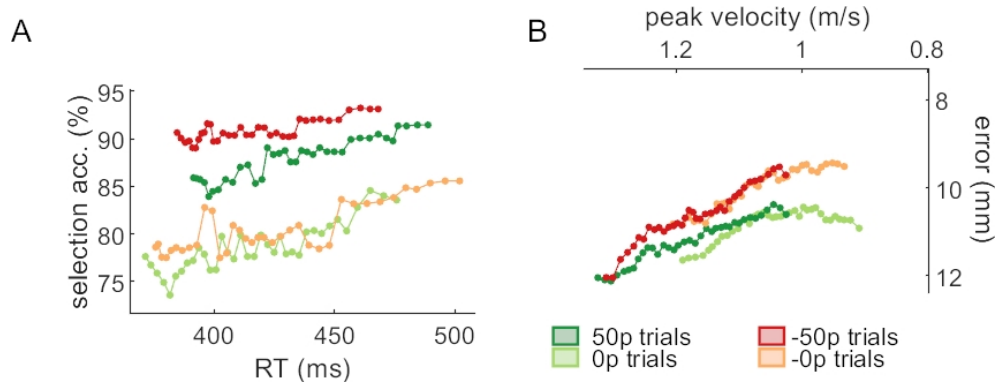 A
selection acc. (%)
95
90
85
80
75
400
450
500
RT (ms)
B
peak velocity (m/s)
1.2
1
0.8
8
10
12
error (mm)
50p trials
0p trials
-50p trials
-0p trials